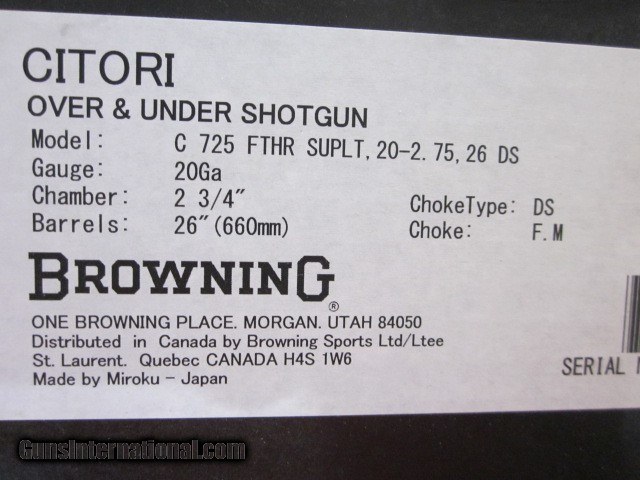 CITORI
OVER & UNDER SHOTGUN
Model: C 725 FTHR SUPLT, 20-2. 75, 26 DS
Gauge: 20Ga
Chamber: 2 3/4"    ChokeType: DS
Barrels: 26"(660mm)    Choke: F.M
BROWNING®
ONE BROWNING PLACE. MORGAN. UTAH 84050
Distributed in Canada by Browning Sports Ltd/Ltee
St. Laurent. Quebec CANADA H4S 1W6
Made by Miroku - Japan
SERIAL
GunsInternational.com